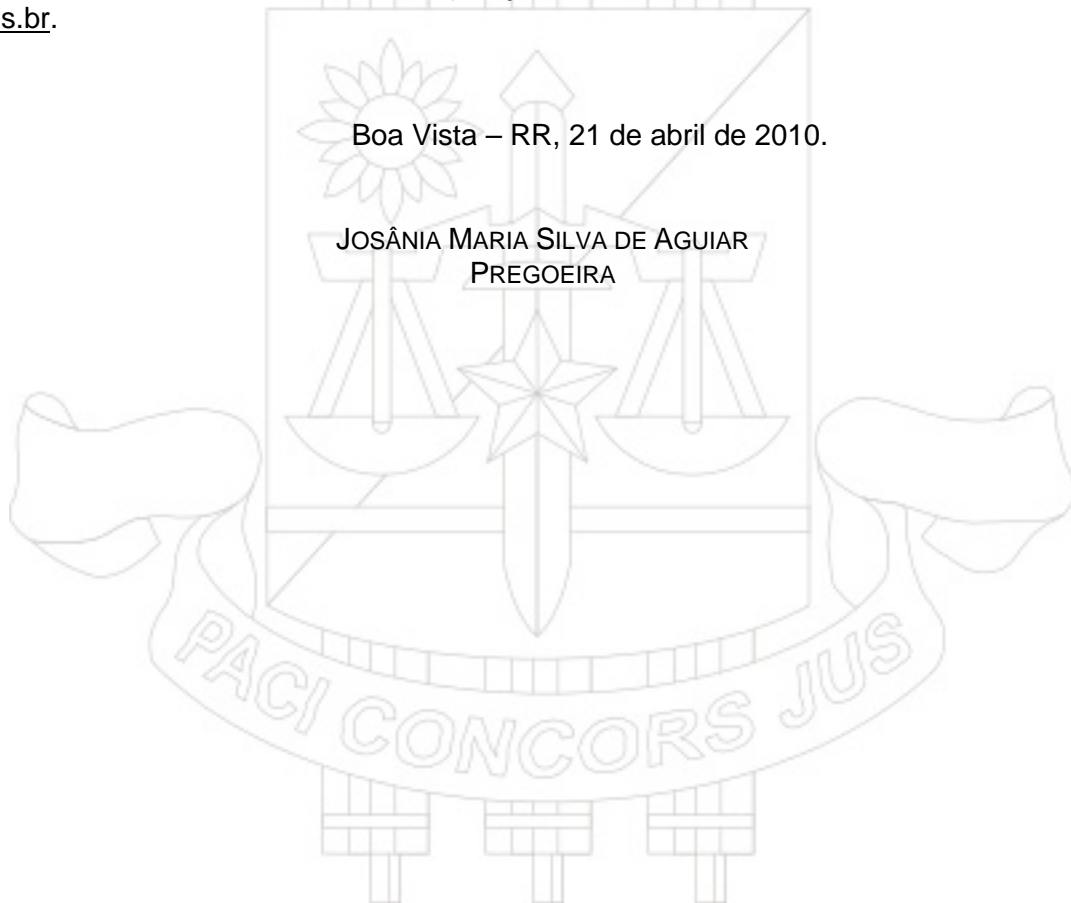 s.br.
Boa Vista – RR, 21 de abril de 2010.
JOSÂNIA MARIA SILVA DE AGUIAR
PREGOEIRA
PACI CONCORS JUS